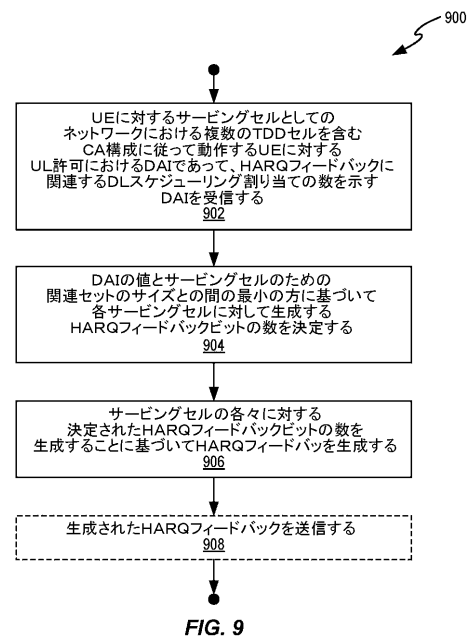 900
UEに対するサービングセルとしての
ネットワークにおける複数のTDDセルを含む
CA構成に従って動作するUEに対する
UL許可におけるDAIであって、HARQフィードバックに
関連するDLスケジューリング割り当ての数を示す
DAIを受信する
902
DAIの値とサービングセルのための
関連セットのサイズとの間の最小の方に基づいて
各サービングセルに対して生成する
HARQフィードバックビットの数を決定する
904
サービングセルの各々に対する
決定されたHARQフィードバックビットの数を
生成することに基づいてHARQフィードバッを生成する
906
生成されたHARQフィードバックを送信する
908
FIG. 9